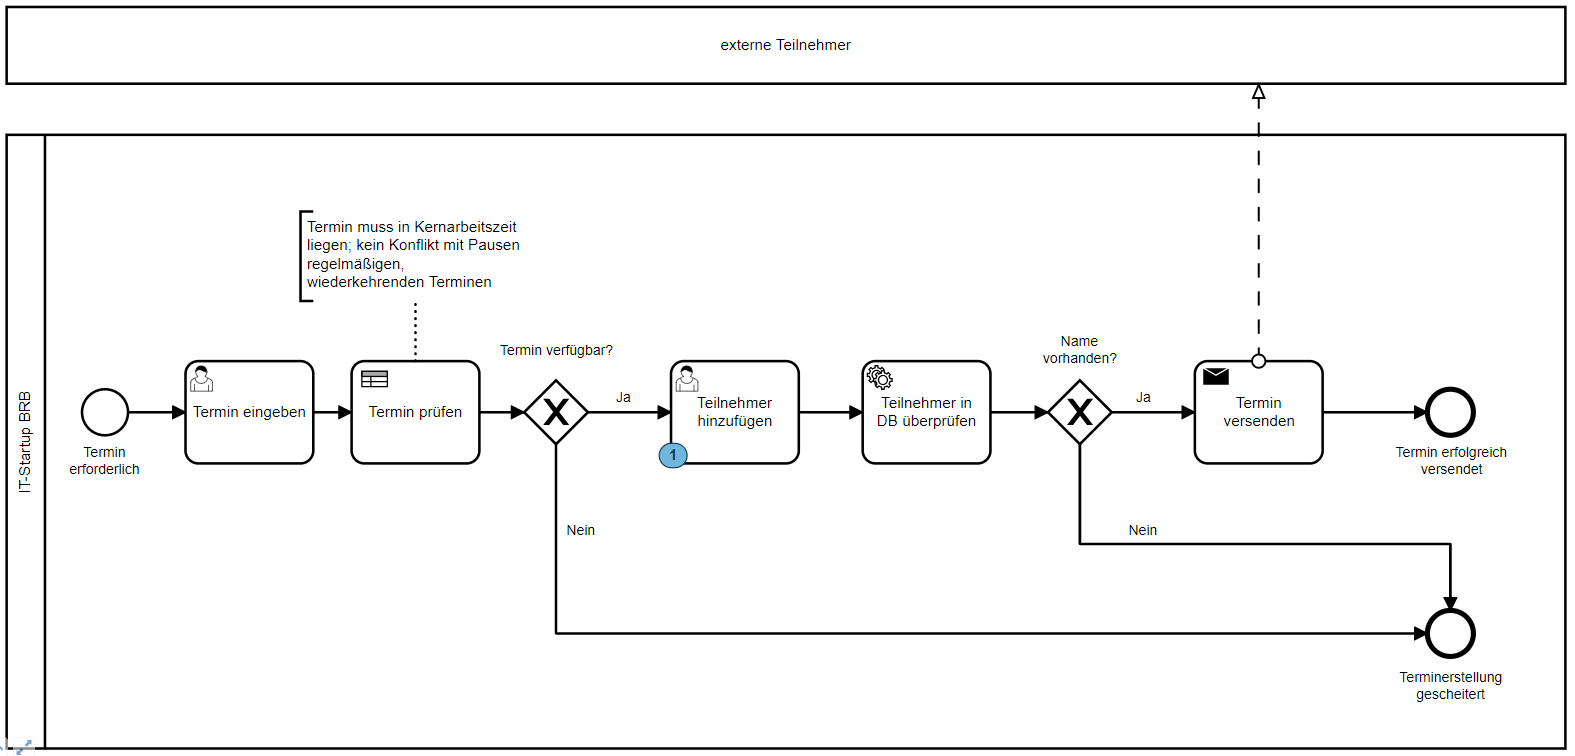 externe Teilnehmer
IT-Startup BRB
Termin muss in Kernarbeitszeit
liegen; kein Konflikt mit Pausen
regelmäßigen,
wiederkehrenden Terminen
Termin
erforderlich
Termin eingeben
Termin prüfen
Termin verfügbar?
Ja
Nein
Teilnehmer
hinzufügen
1
Teilnehmer in
DB überprüfen
Name
vorhanden?
Ja
Nein
Termin
versenden
Termin erfolgreich
versendet
Terminerstellung
gescheitert